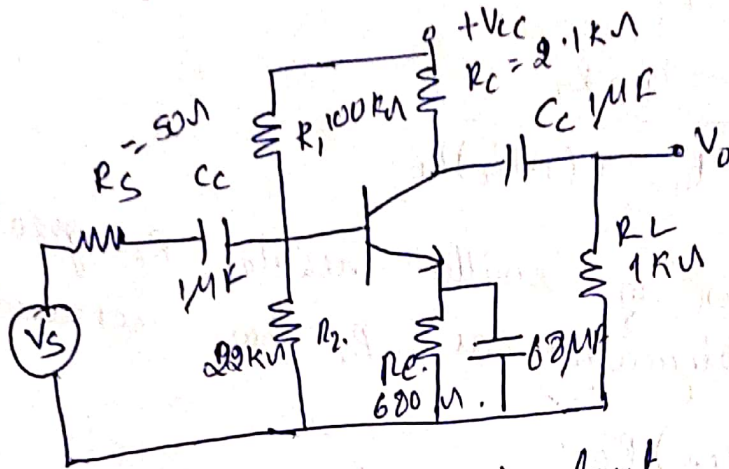 +Vcc
Rc = 2.1kΩ
R1 100kΩ
Cc 1μF
Vo
Rs = 50Ω
Cc
1μF
RL
1kΩ
Vs
22kΩ R2.
Re.
680Ω.
68μF